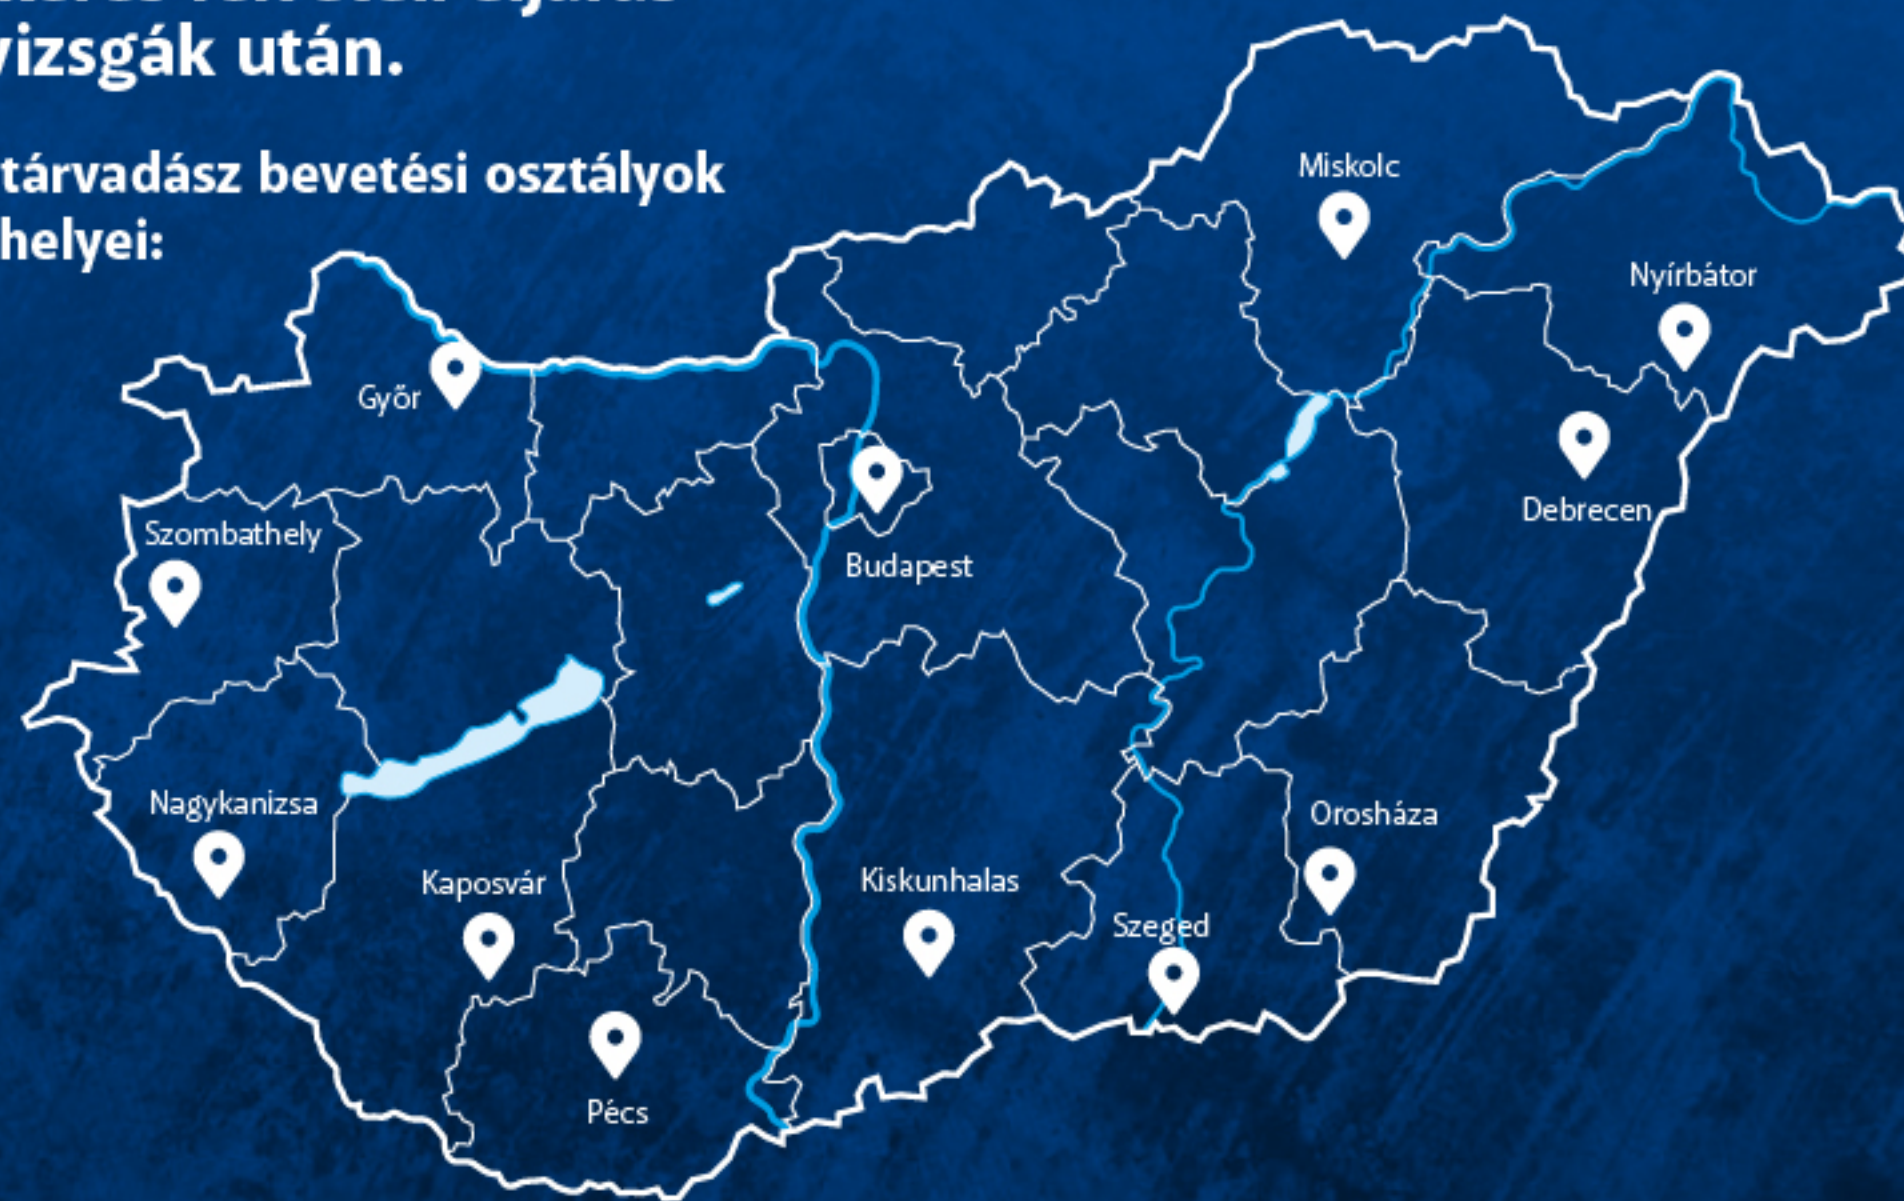 vizsgák után.
tárvadász bevetési osztályok
helyei:
Miskolc
Nyírbátor
Győr
Debrecen
Szombathely
Budapest
Nagykanizsa
Orosháza
Kaposvár
Kiskunhalas
Szeged
Pécs